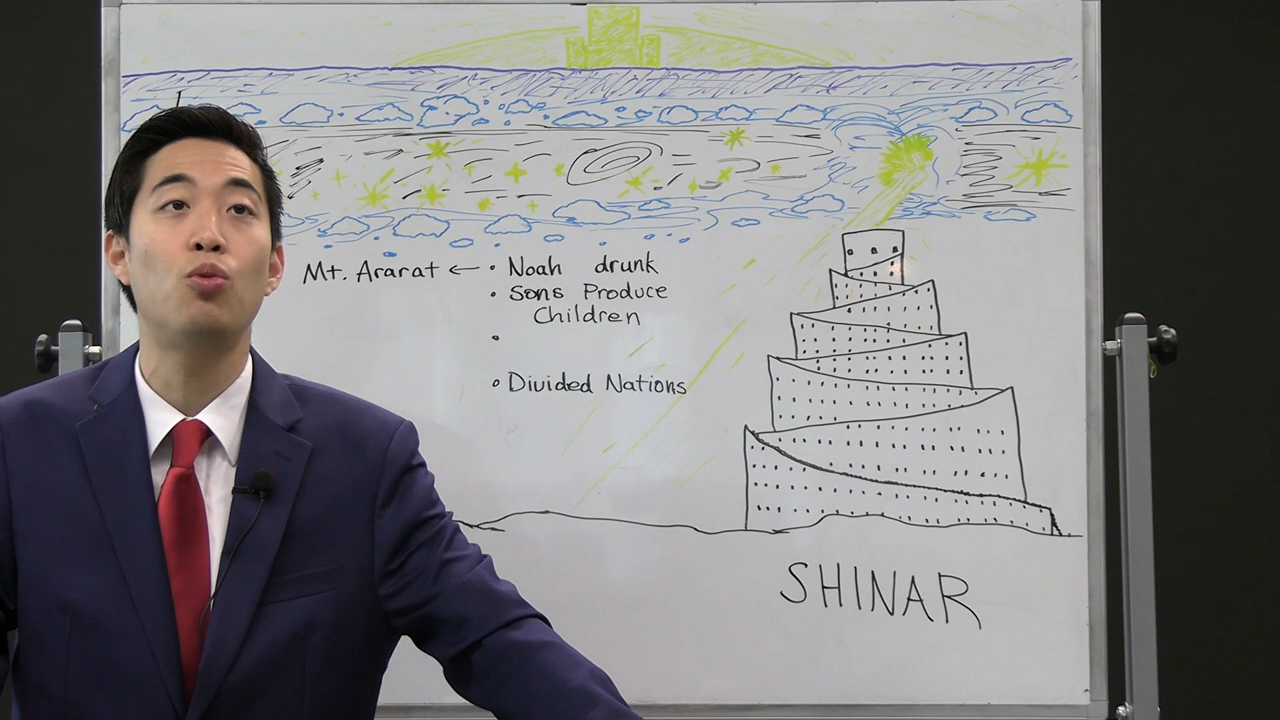 Mt. Ararat ← • Noah drunk
• Sons Produce
Children
•
• Divided Nations
SHINAR